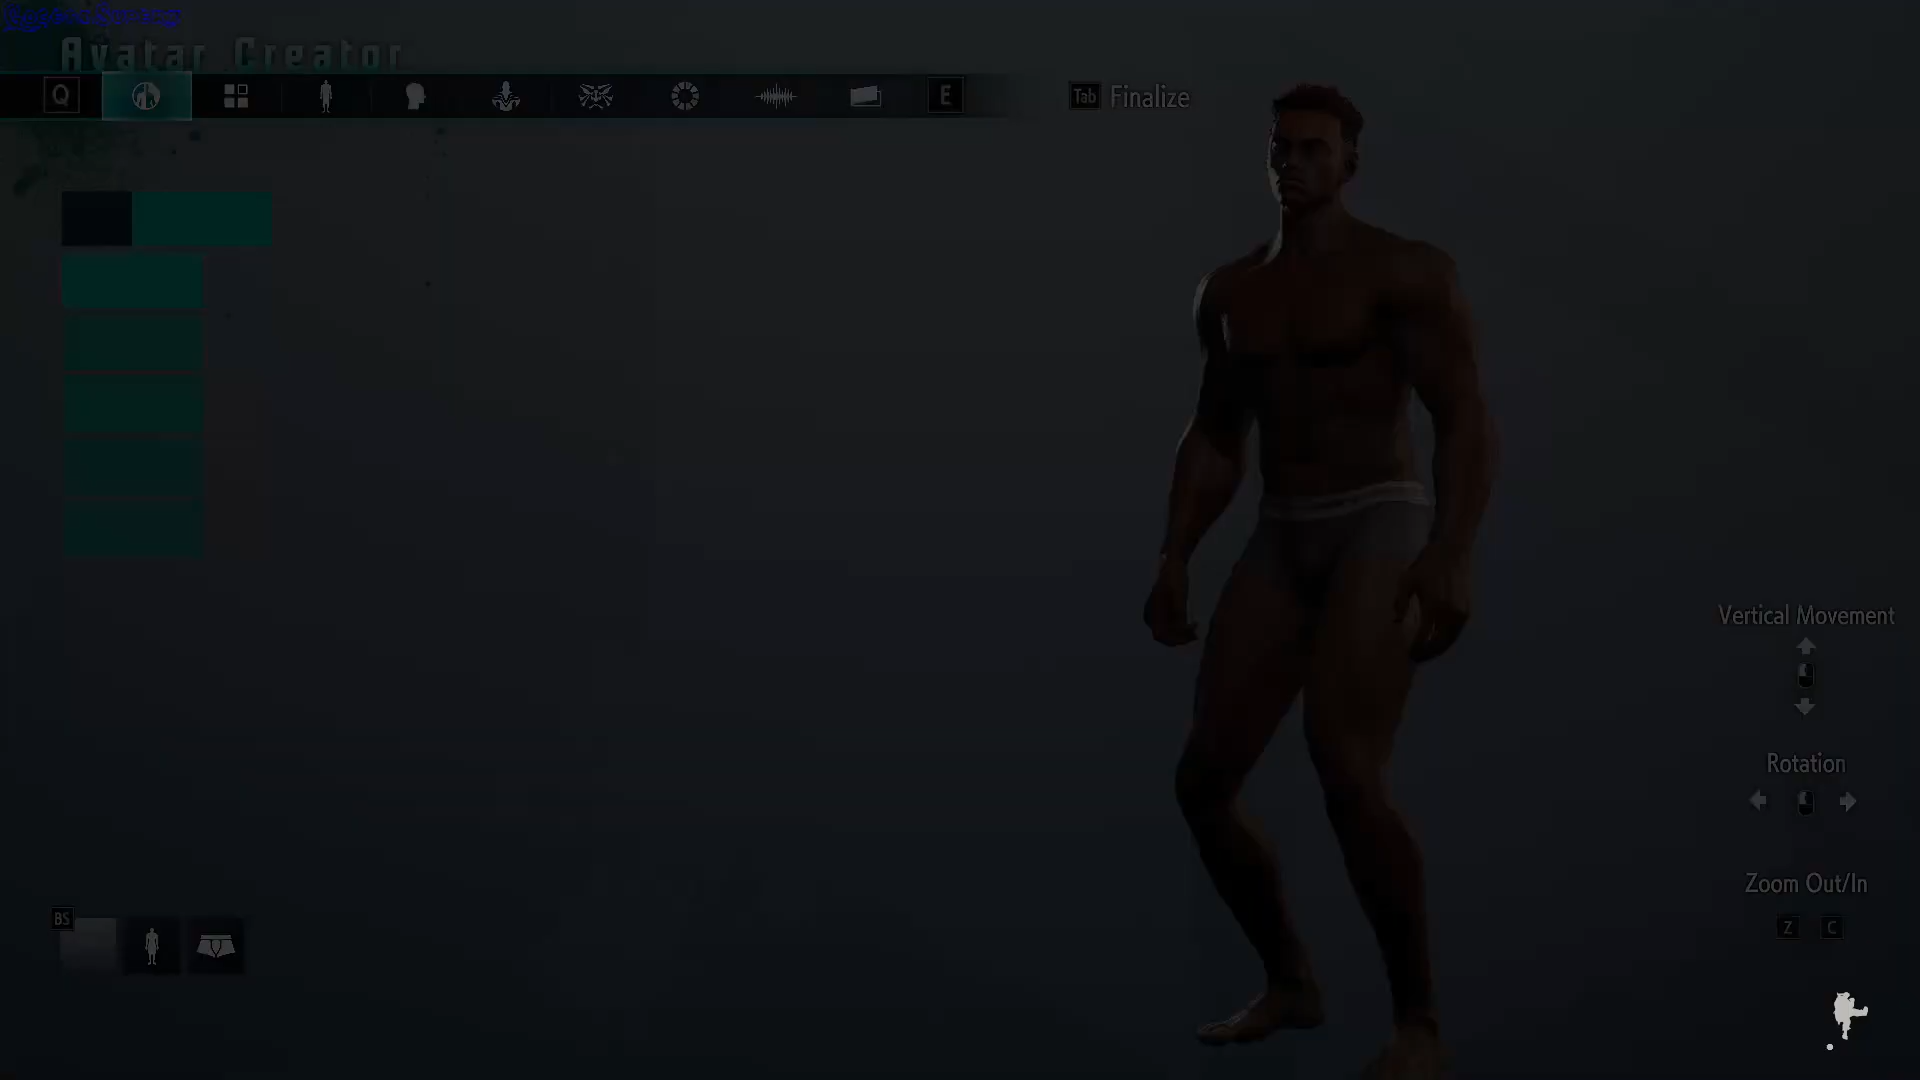 Avatar Creator
Q
E
Tab Finalize
Vertical Movement
Rotation
Zoom Out/In
Z C
BS